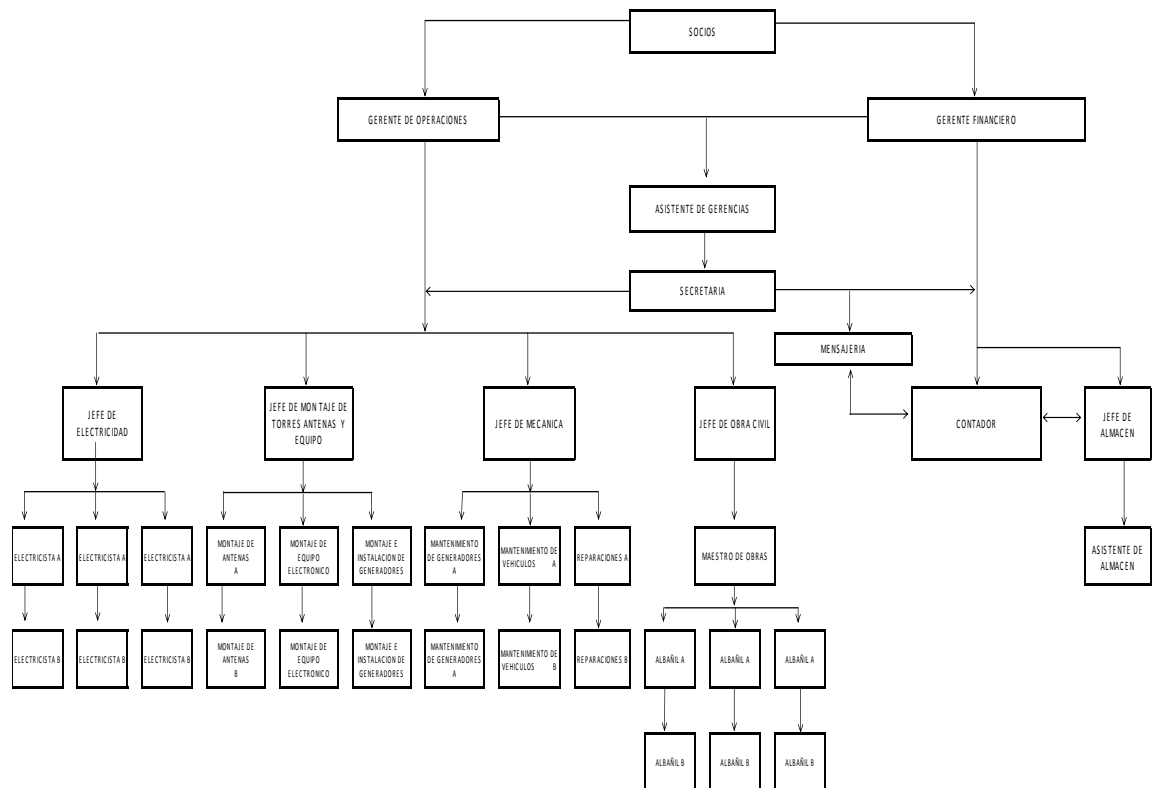 SOCIOS
GERENTE DE OPERACIONES
GERENTE FINANCIERO
ASISTENTE DE GERENCIAS
SECRETARIA
MENSAJERIA
JEFE DE
ELECTRICIDAD
JEFE DE MONTAJE DE
TORRES ANTENAS Y
EQUIPO
JEFE DE MECANICA
JEFE DE OBRA CIVIL
CONTADOR
JEFE DE
ALMACEN
ELECTRICISTA A
ELECTRICISTA A
ELECTRICISTA A
MONTAJE DE
ANTENAS
A
MONTAJE DE
EQUIPO
ELECTRONICO
MONTAJE E
INSTALACION DE
GENERADORES
MANTENIMIENTO
DE GENERADORES
A
MANTENIMIENTO DE
VEHICULOS A
REPARACIONES A
MAESTRO DE OBRAS
ASISTENTE DE
ALMACEN
ELECTRICISTA B
ELECTRICISTA B
ELECTRICISTA B
MONTAJE DE
ANTENAS
B
MONTAJE DE
EQUIPO
ELECTRONICO
MONTAJE E
INSTALACION DE
GENERADORES
MANTENIMIENTO
DE GENERADORES
A
MANTENIMIENTO DE
VEHICULOS B
REPARACIONES B
ALBAÑIL A
ALBAÑIL A
ALBAÑIL A
ALBAÑIL B
ALBAÑIL B
ALBAÑIL B